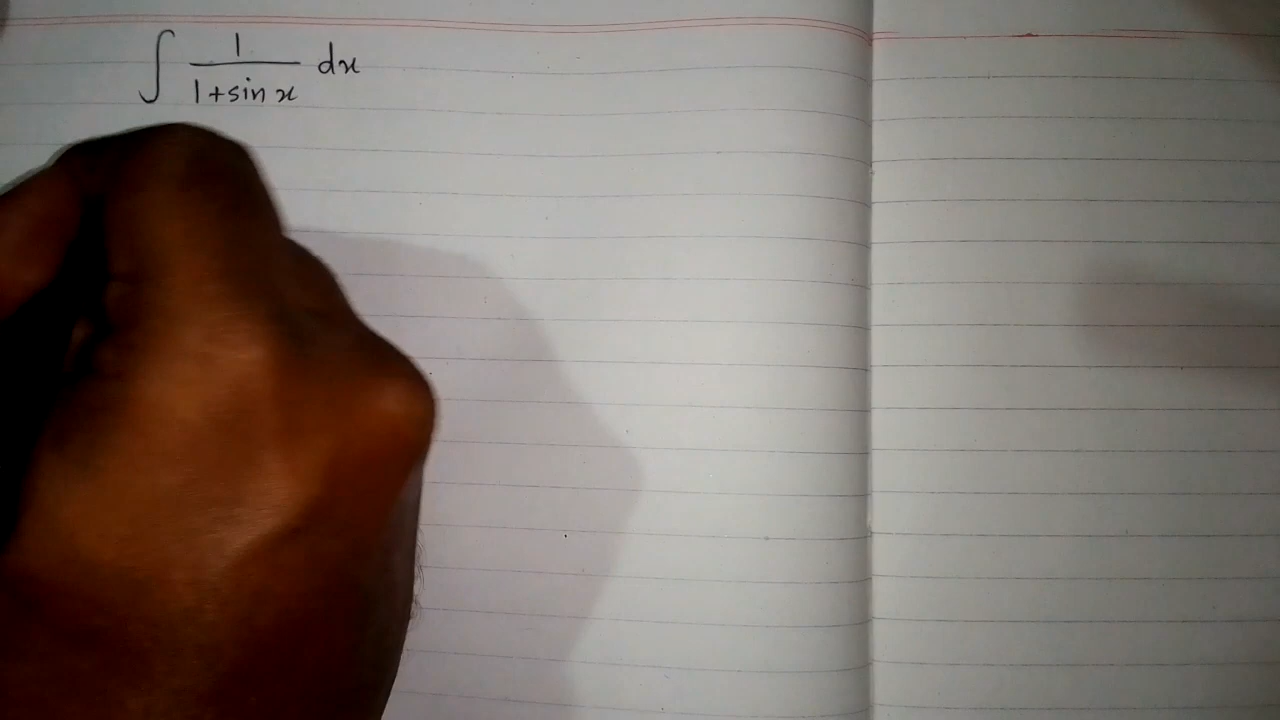 ∫ 1/(1+sin x) dx